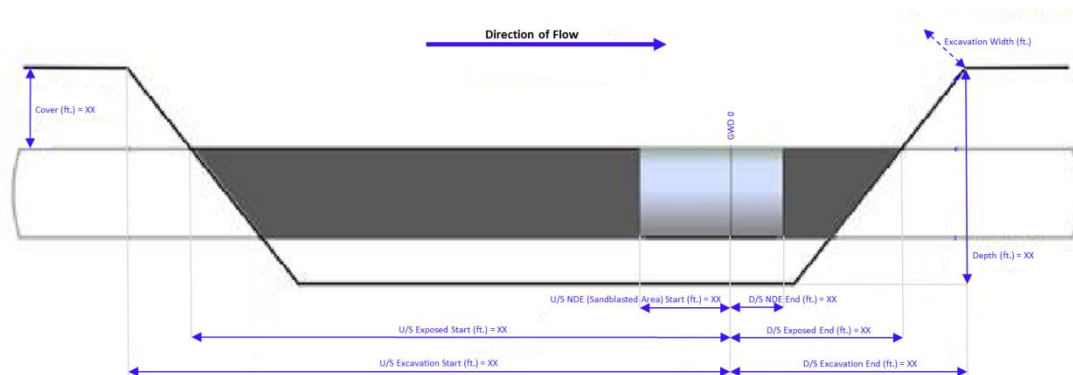 Direction of Flow
Excavation Width (ft.)
Cover (ft.) = XX
GWD 0
Depth (ft.) = XX
U/S NDE (Sandblasted Area) Start (ft.) = XX
D/S NDE End (ft.) = XX
U/S Exposed Start (ft.) = XX
D/S Exposed End (ft.) = XX
U/S Excavation Start (ft.) = XX
D/S Excavation End (ft.) = XX